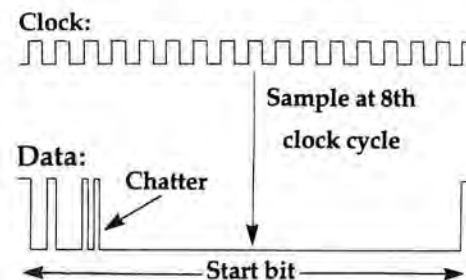 Clock:
Sample at 8th
clock cycle
Data:
Chatter
Start bit